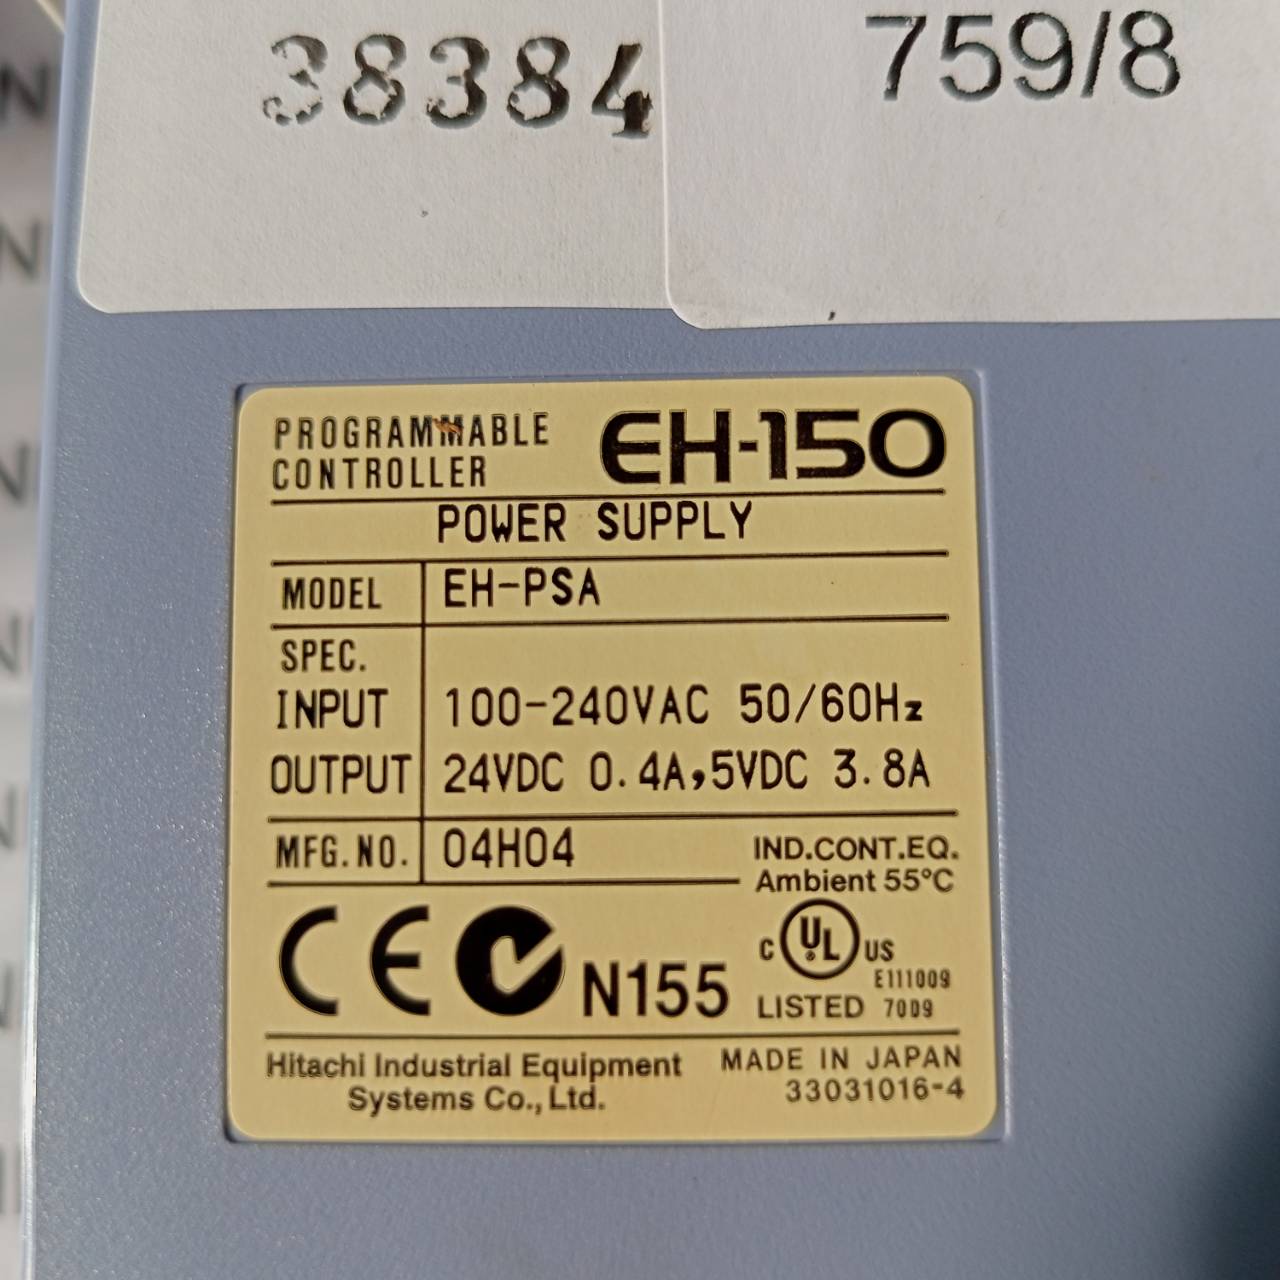 38384
759/8
PROGRAMMABLE
CONTROLLER
EH-150
POWER SUPPLY
MODEL EH-PSA
SPEC.
INPUT 100-240VAC 50/60Hz
OUTPUT 24VDC 0.4A,5VDC 3.8A
MFG.NO. 04H04
IND.CONT.EQ.
Ambient 55°C
CE N155
C UL US
E111009
LISTED 7009
Hitachi Industrial Equipment
Systems Co.,Ltd.
MADE IN JAPAN
33031016-4